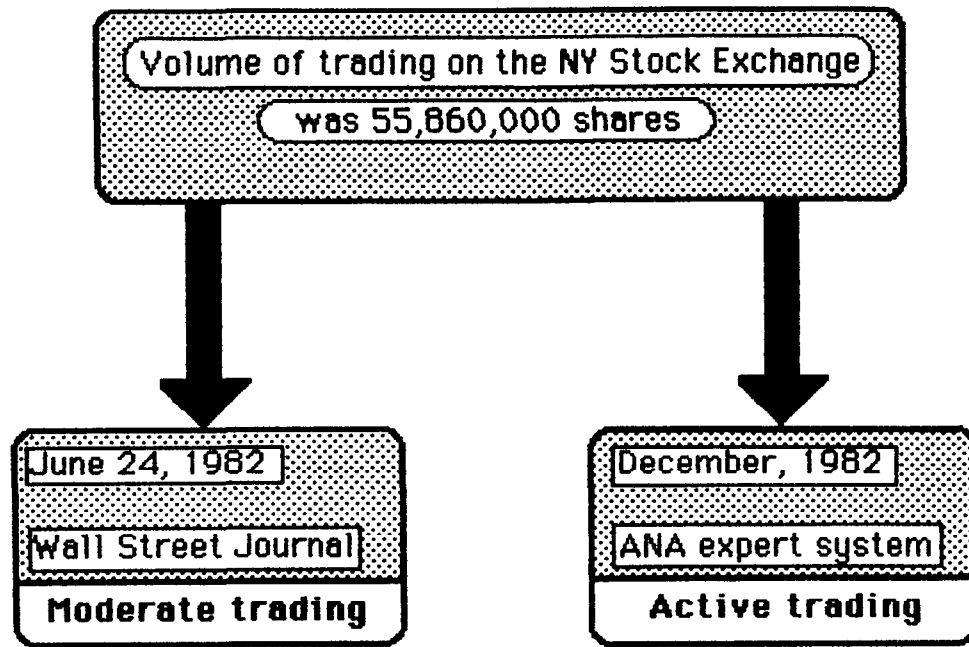 Volume of trading on the NY Stock Exchange
was 55,860,000 shares
June 24, 1982
Wall Street Journal
Moderate trading
December, 1982
ANA expert system
Active trading